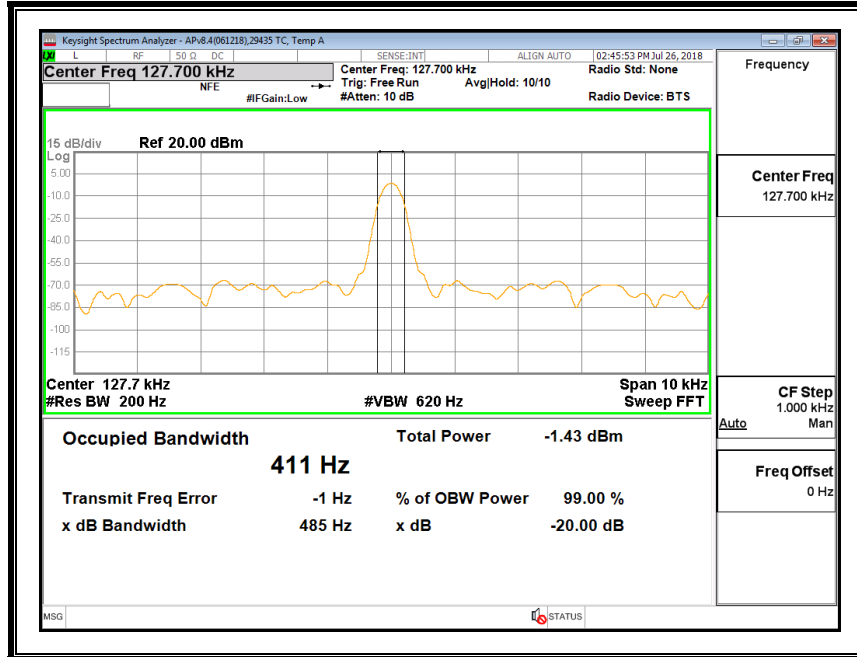 Keysight Spectrum Analyzer - APv8.4(061218),29435 TC, Temp A
LXI L RF 50 Ω DC SENSE:INT ALIGN AUTO 02:45:53 PM Jul 26, 2018
Center Freq 127.700 kHz Center Freq: 127.700 kHz Radio Std: None
NFE Trig: Free Run Avg|Hold: 10/10
#IFGain:Low #Atten: 10 dB Radio Device: BTS
Frequency
15 dB/div Ref 20.00 dBm
Log
5.00
-10.0
-25.0
-40.0
-55.0
-70.0
-85.0
-100
-115
Center 127.7 kHz Span 10 kHz
#Res BW 200 Hz #VBW 620 Hz Sweep FFT
Center Freq
127.700 kHz
CF Step
1.000 kHz
Auto Man
Freq Offset
0 Hz
Occupied Bandwidth Total Power -1.43 dBm
411 Hz
Transmit Freq Error -1 Hz % of OBW Power 99.00 %
x dB Bandwidth 485 Hz x dB -20.00 dB
MSG STATUS